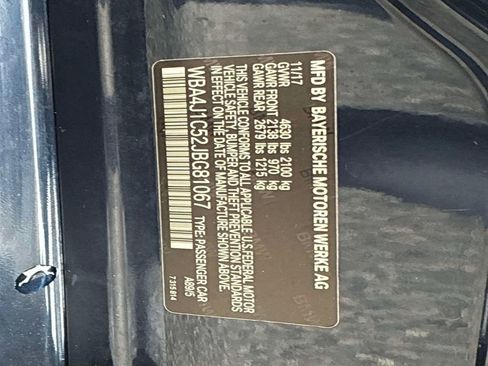 MFD BY BAYERISCHE MOTOREN WERKE AG
11/17
GVWR 4630 lbs 2100 kg
GAWR FRONT 2138 lbs 970 kg
GAWR REAR 2679 lbs 1215 kg
THIS VEHICLE CONFORMS TO ALL APPLICABLE U.S. FEDERAL MOTOR
VEHICLE SAFETY, BUMPER AND THEFT PREVENTION STANDARDS
IN EFFECT ON THE DATE OF MANUFACTURE SHOWN ABOVE.
WBA4J1C52JBG81067 TYPE: PASSENGER CAR
A89/5
7 315 814